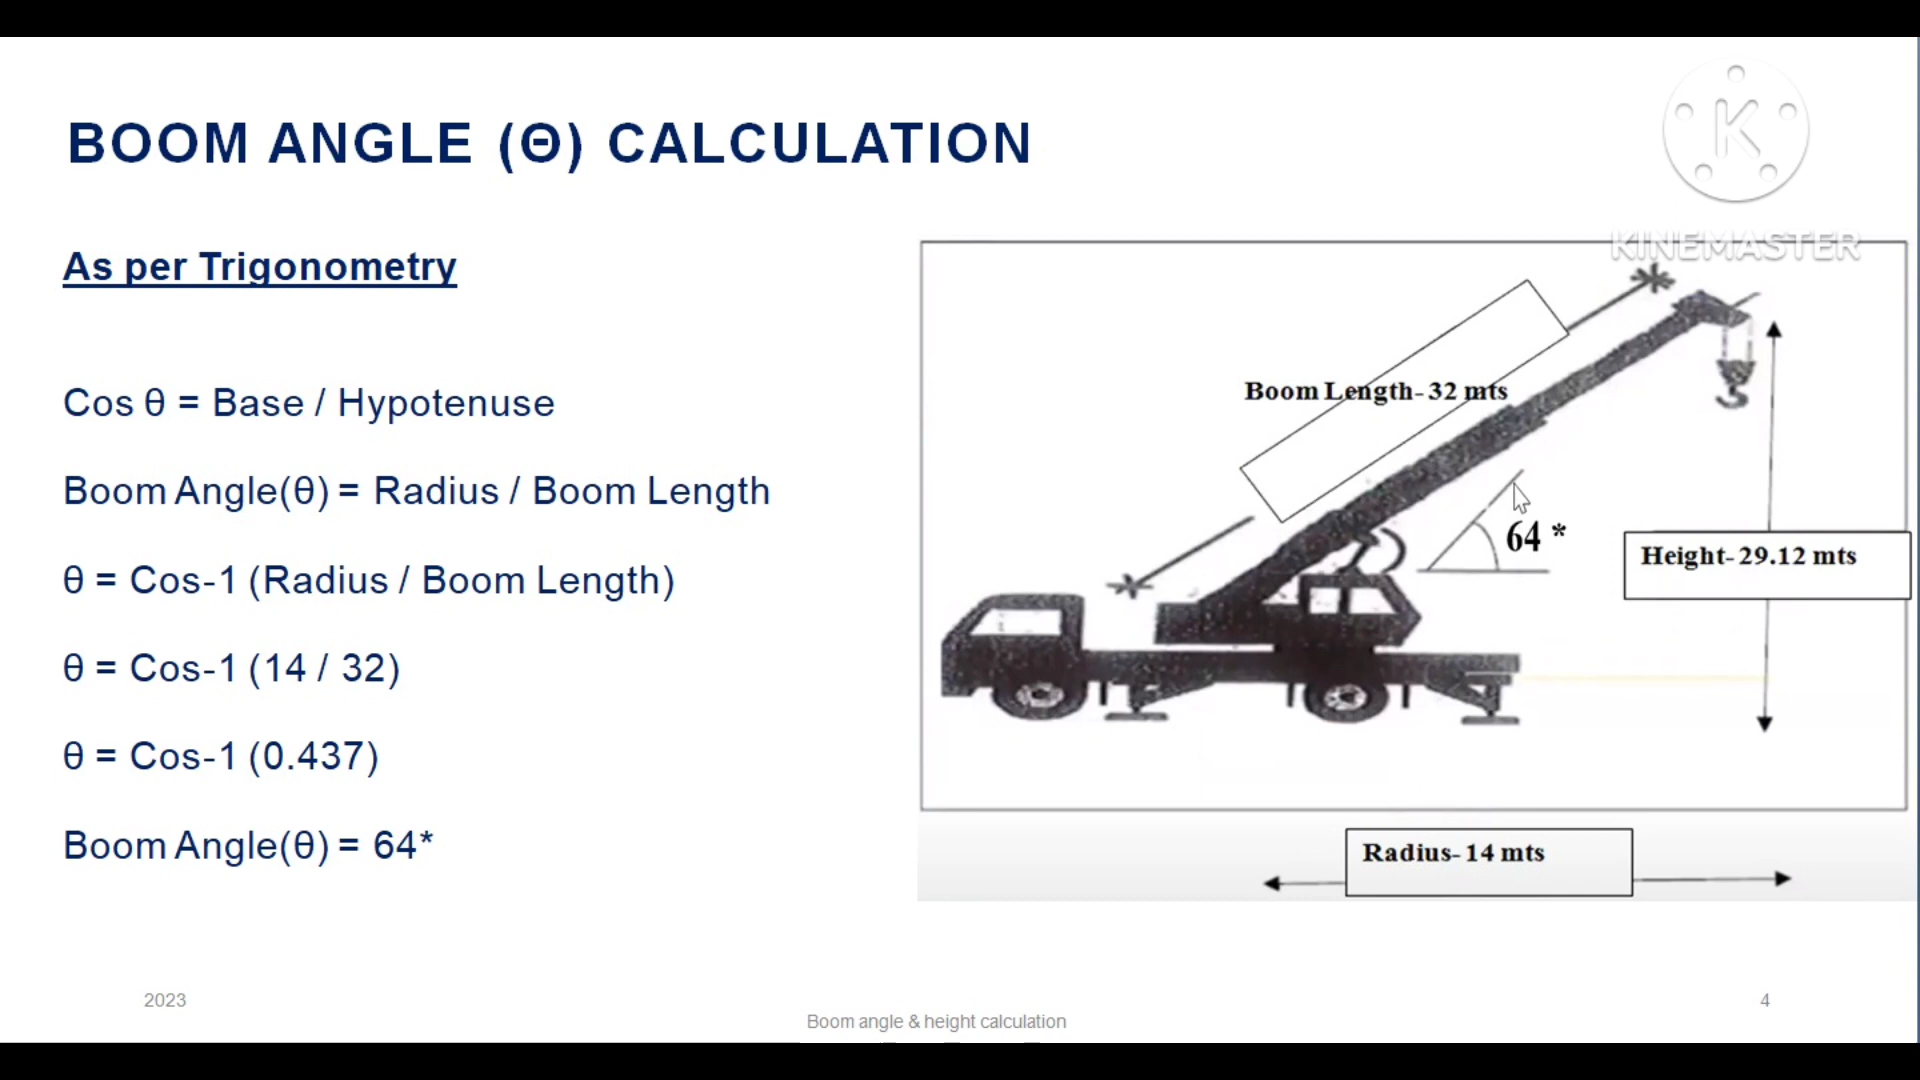 BOOM ANGLE (Θ) CALCULATION
K
KINEMASTER
As per Trigonometry
Cos θ = Base / Hypotenuse
Boom Angle(θ) = Radius / Boom Length
θ = Cos-1 (Radius / Boom Length)
θ = Cos-1 (14 / 32)
θ = Cos-1 (0.437)
Boom Angle(θ) = 64*
Boom Length- 32 mts
64 *
Height- 29.12 mts
Radius- 14 mts
2023
Boom angle & height calculation
4